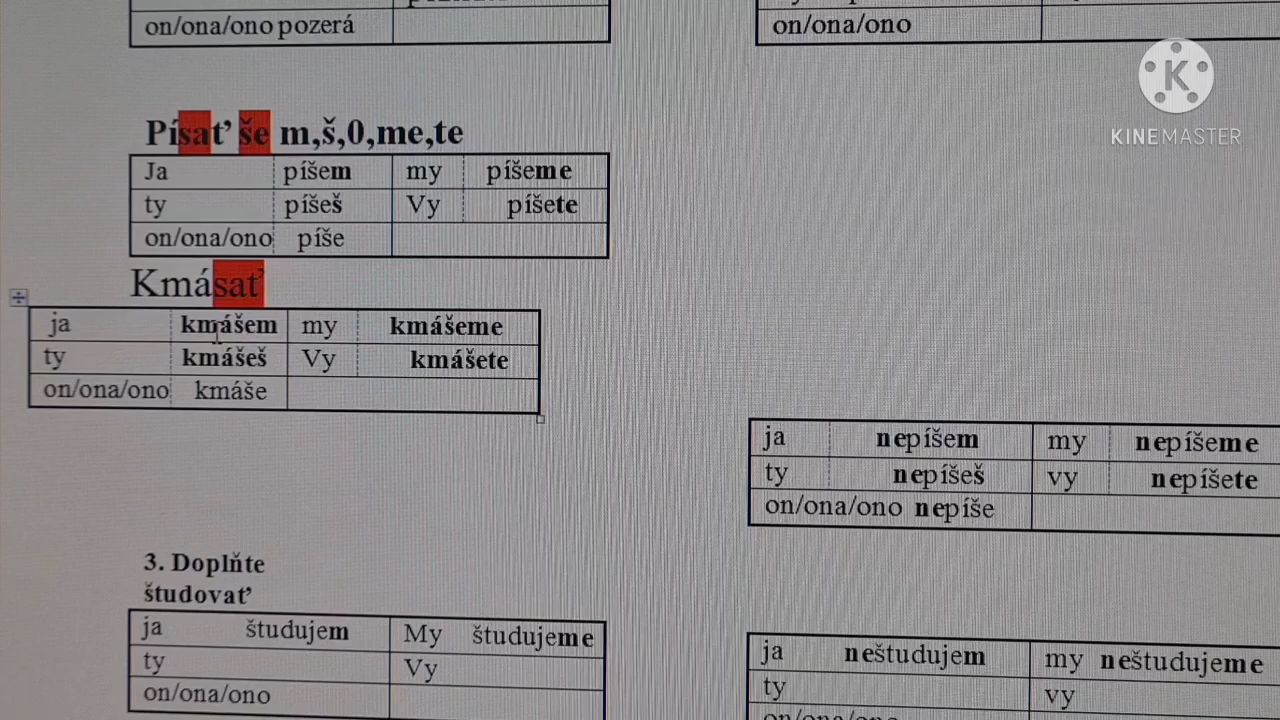 on/ona/ono pozerá
on/ona/ono
KINEMASTER
Písať še m,š,0,me,te
Ja píšem my píšeme
ty píšeš Vy píšete
on/ona/ono píše
Kmásať
ja kmášem my kmášeme
ty kmášeš Vy kmášete
on/ona/ono kmáše
ja nepíšem my nepíšeme
ty nepíšeš vy nepíšete
on/ona/ono nepíše
3. Doplňte
študovať
ja študujem My študujeme
ty Vy
on/ona/ono
ja neštudujem my neštudujeme
ty vy
on/ona/ono